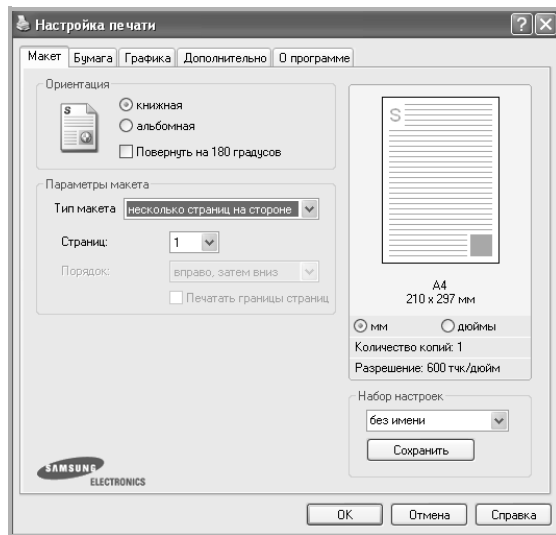 Настройка печати
Макет Бумага Графика Дополнительно О программе
Ориентация
S
книжная
альбомная
Повернуть на 180 градусов
Параметры макета
Тип макета несколько страниц на стороне
Страниц: 1
Порядок: вправо, затем вниз
Печатать границы страниц
S
A4
210 x 297 мм
мм дюймы
Количество копий: 1
Разрешение: 600 тчк/дюйм
Набор настроек
без имени
Сохранить
SAMSUNG
ELECTRONICS
OK Отмена Справка